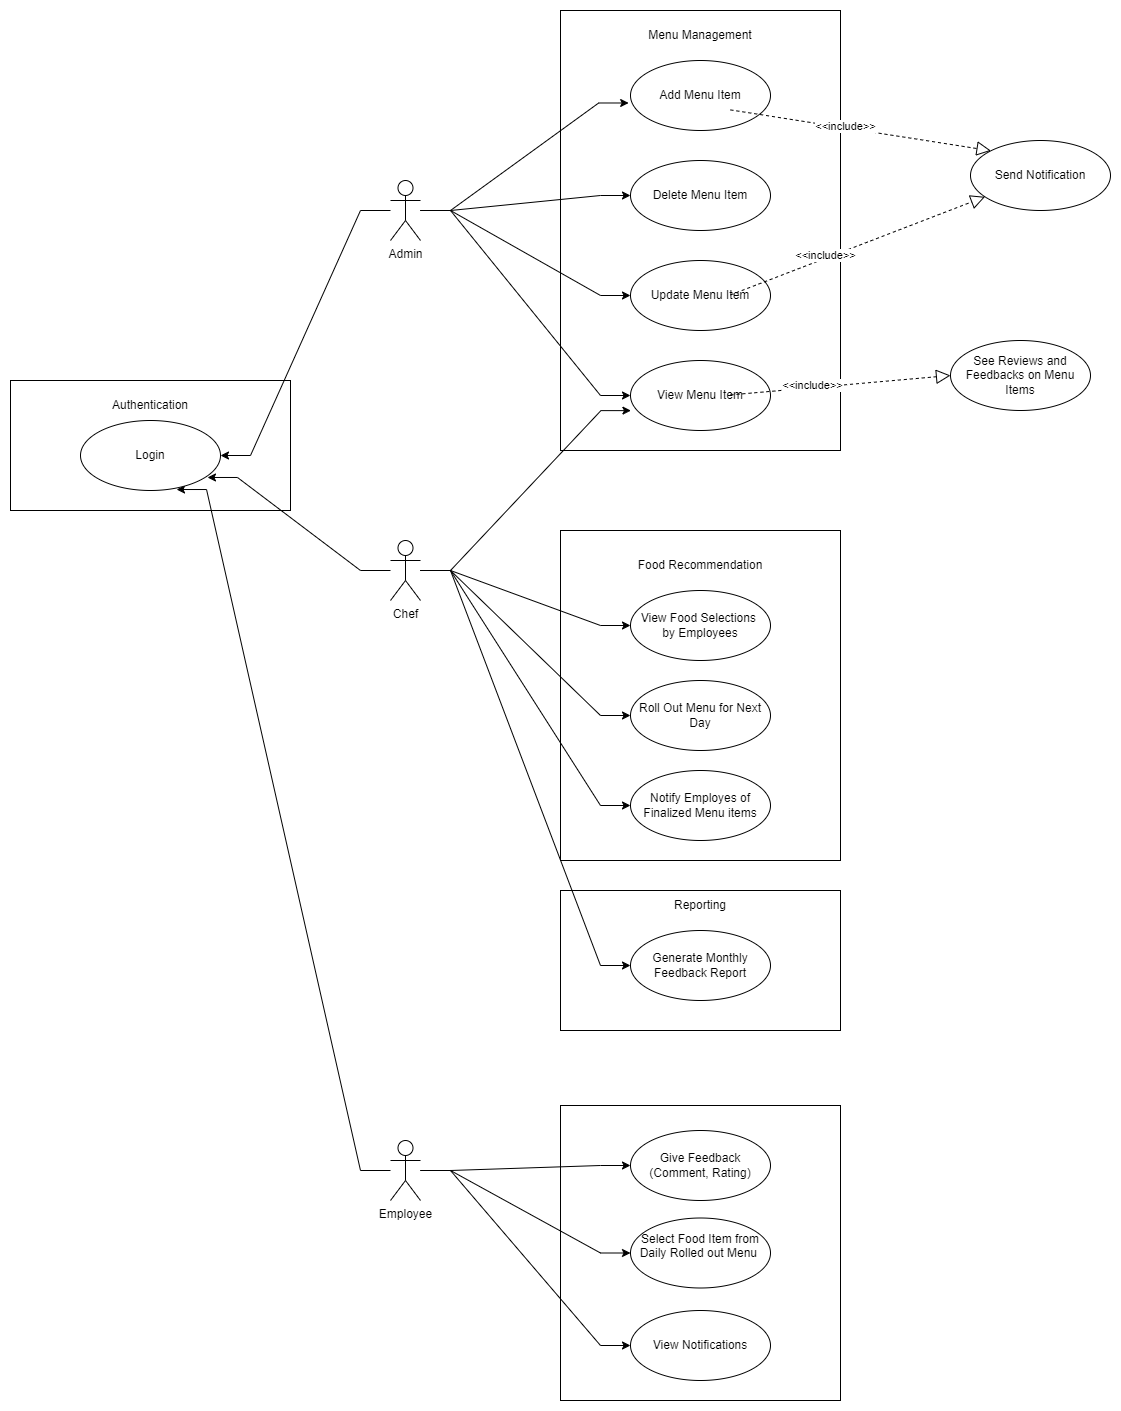 Menu Management
Add Menu Item
<<include>>
Send Notification
Delete Menu Item
Admin
<<include>>
Update Menu Item
See Reviews and
Feedbacks on Menu
Items
<<include>>
View Menu Item
Authentication
Login
Chef
Food Recommendation
View Food Selections
by Employees
Roll Out Menu for Next
Day
Notify Employes of
Finalized Menu items
Reporting
Generate Monthly
Feedback Report
Employee
Give Feedback
(Comment, Rating)
Select Food Item from
Daily Rolled out Menu
View Notifications